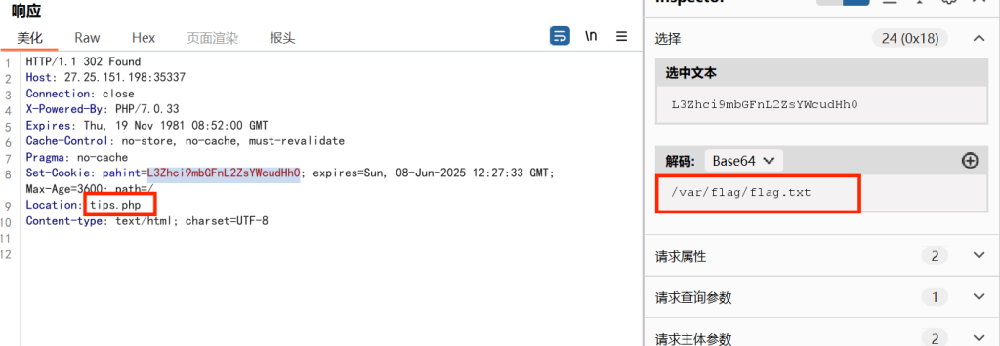 响应
美化 Raw Hex 页面渲染 报头 \n
1 HTTP/1.1 302 Found
2 Host: 27.25.151.198:35337
3 Connection: close
4 X-Powered-By: PHP/7.0.33
5 Expires: Thu, 19 Nov 1981 08:52:00 GMT
6 Cache-Control: no-store, no-cache, must-revalidate
7 Pragma: no-cache
8 Set-Cookie: pahint=L3Zhci9mbGFnL2ZsYWcudHh0; expires=Sun, 08-Jun-2025 12:27:33 GMT;
Max-Age=3600; path=/
9 Location: tips.php
10 Content-type: text/html; charset=UTF-8
11
12
Inspector
选择 24 (0x18)
选中文本
L3Zhci9mbGFnL2ZsYWcudHh0
解码: Base64
/var/flag/flag.txt
请求属性 2
请求查询参数 1
请求主体参数 2